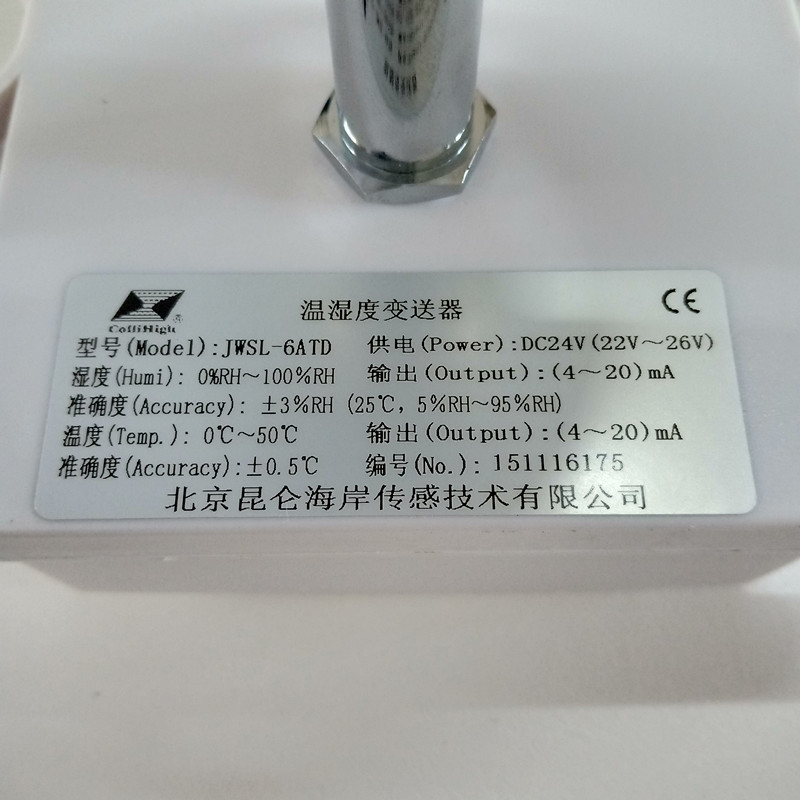 ColliHigh
温湿度变送器
CE
型号(Model):JWSL-6ATD 供电(Power):DC24V(22V～26V)
湿度(Humi): 0%RH～100%RH 输出(Output):(4～20)mA
准确度(Accuracy): ±3%RH (25℃, 5%RH～95%RH)
温度(Temp.): 0℃～50℃ 输出(Output):(4～20)mA
准确度(Accuracy):±0.5℃ 编号(No.): 151116175
北京昆仑海岸传感技术有限公司